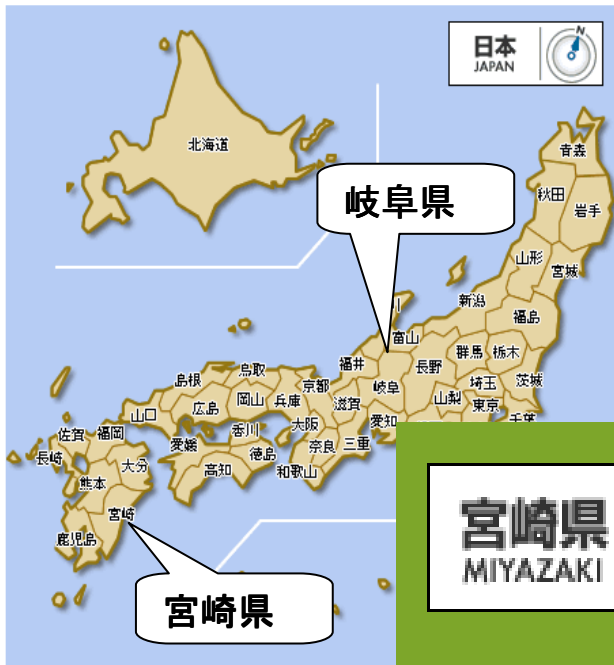 日本
JAPAN
N
北海道
青森
岐阜県
秋田
岩手
山形
宮城
新潟
川
福島
富山
福井
長野
群馬
栃木
鳥取
島根
京都
岐阜
埼玉
茨城
岡山
兵庫
滋賀
山梨
東京
広島
山口
愛知
千葉
大阪
香川
佐賀
福岡
愛媛
奈良
三重
徳島
長崎
大分
高知
和歌山
熊本
宮崎
鹿児島
宮崎県
宮崎県
MIYAZAKI